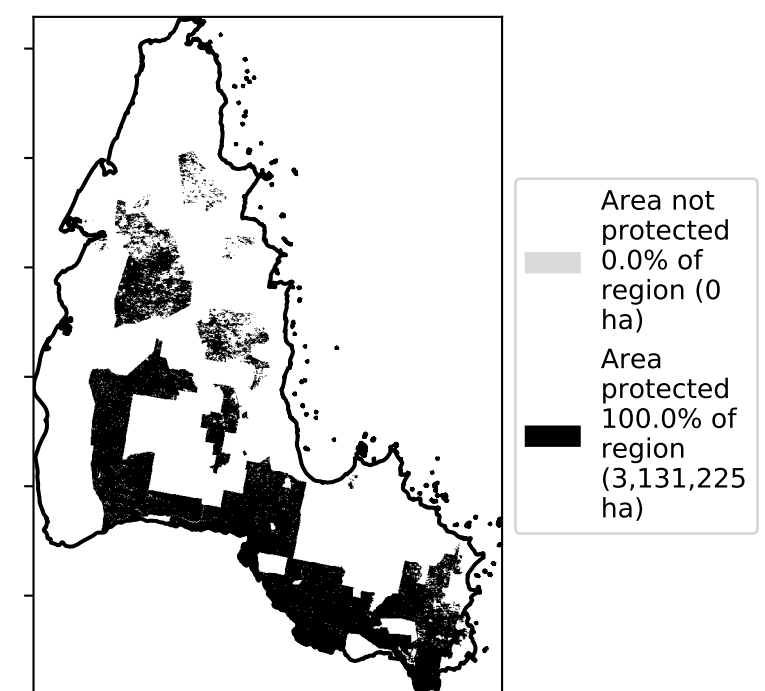 Area not
protected
0.0% of
region (0
ha)
Area
protected
100.0% of
region
(3,131,225
ha)